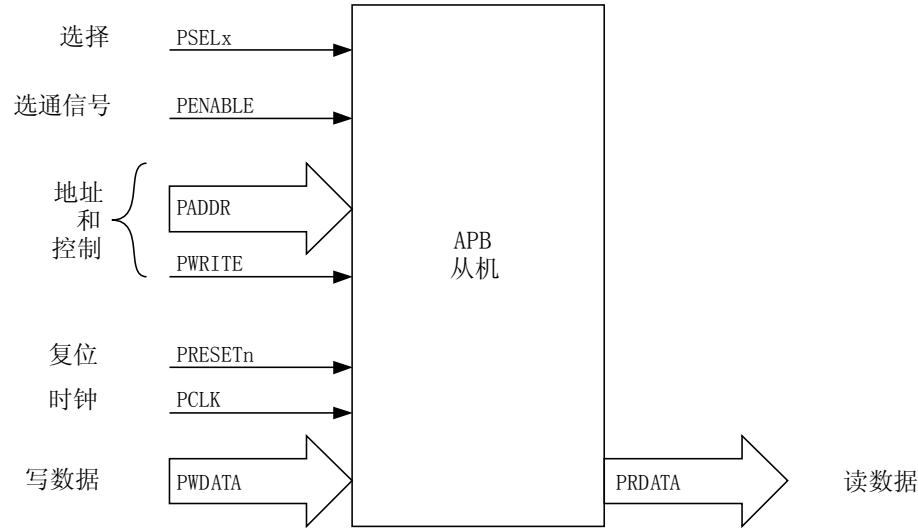 选择
PSELx
选通信号
PENABLE
地址
和
控制
PADDR
PWRITE
APB
从机
复位
PRESETn
时钟
PCLK
写数据
PWDATA
PRDATA
读数据